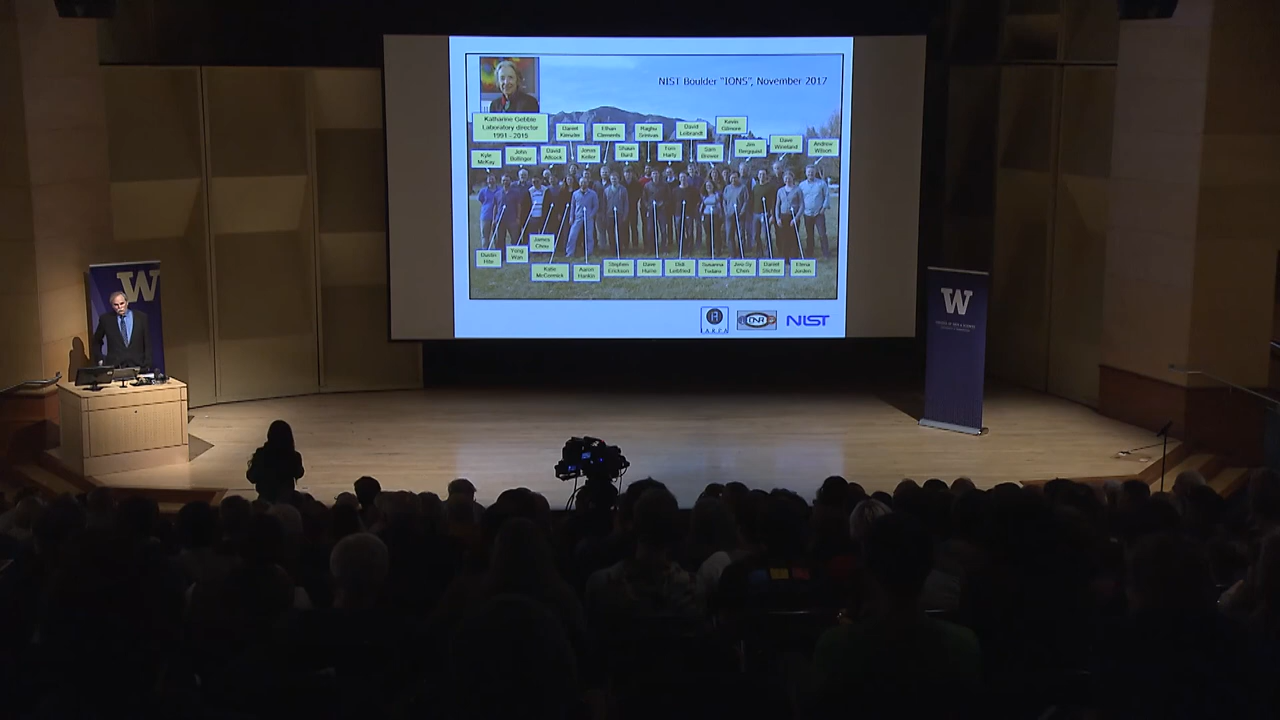 NIST Boulder "IONS", November 2017
Katharine Gebbie
Laboratory director
1991 – 2015
Daniel
Kienzler
Ethan
Clements
Raghu
Srinivas
David
Leibrandt
Kevin
Gilmore
Kyle
McKay
John
Bollinger
David
Allcock
Jonas
Keller
Shaun
Burd
Tom
Harty
Sam
Brewer
Jim
Bergquist
Dave
Wineland
Andrew
Wilson
Dustin
Hite
Yong
Wan
James
Chou
Katie
McCormick
Aaron
Hankin
Stephen
Erickson
Dave
Hume
Didi
Leibfried
Susanna
Todaro
Jwo-Sy
Chen
Daniel
Slichter
Elena
Jordan
IARPA
ONR
NIST
W
W